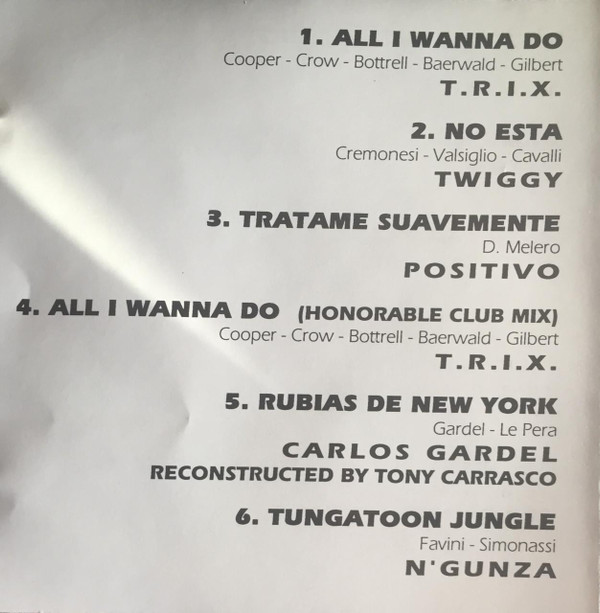 1. ALL I WANNA DO
Cooper - Crow - Bottrell - Baerwald - Gilbert
T.R.I.X.
2. NO ESTA
Cremonesi - Valsiglio - Cavalli
TWIGGY
3. TRATAME SUAVEMENTE
D. Melero
POSITIVO
4. ALL I WANNA DO (HONORABLE CLUB MIX)
Cooper - Crow - Bottrell - Baerwald - Gilbert
T.R.I.X.
5. RUBIAS DE NEW YORK
Gardel - Le Pera
CARLOS GARDEL
RECONSTRUCTED BY TONY CARRASCO
6. TUNGATOON JUNGLE
Favini - Simonassi
N'GUNZA